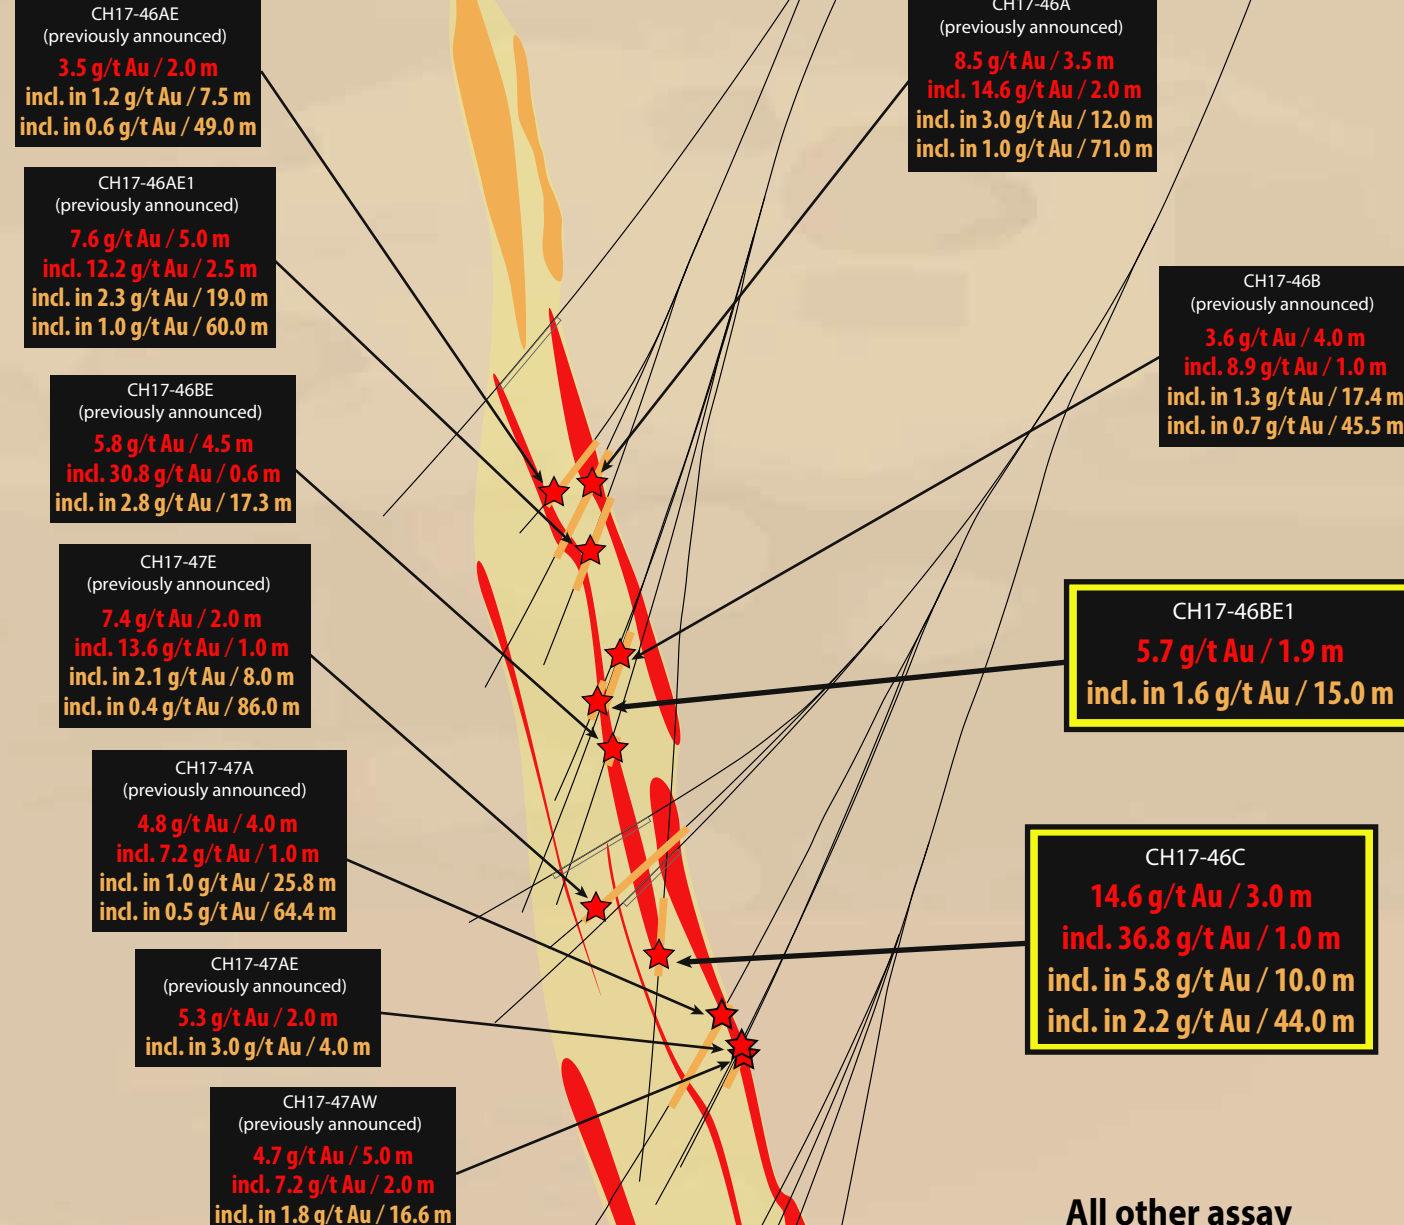 CH17-46AE
(previously announced)
3.5 g/t Au / 2.0 m
incl. in 1.2 g/t Au / 7.5 m
incl. in 0.6 g/t Au / 49.0 m
CH17-46A
(previously announced)
8.5 g/t Au / 3.5 m
incl. 14.6 g/t Au / 2.0 m
incl. in 3.0 g/t Au / 12.0 m
incl. in 1.0 g/t Au / 71.0 m
CH17-46AE1
(previously announced)
7.6 g/t Au / 5.0 m
incl. 12.2 g/t Au / 2.5 m
incl. in 2.3 g/t Au / 19.0 m
incl. in 1.0 g/t Au / 60.0 m
CH17-46B
(previously announced)
3.6 g/t Au / 4.0 m
incl. 8.9 g/t Au / 1.0 m
incl. in 1.3 g/t Au / 17.4 m
incl. in 0.7 g/t Au / 45.5 m
CH17-46BE
(previously announced)
5.8 g/t Au / 4.5 m
incl. 30.8 g/t Au / 0.6 m
incl. in 2.8 g/t Au / 17.3 m
CH17-47E
(previously announced)
7.4 g/t Au / 2.0 m
incl. 13.6 g/t Au / 1.0 m
incl. in 2.1 g/t Au / 8.0 m
incl. in 0.4 g/t Au / 86.0 m
CH17-46BE1
5.7 g/t Au / 1.9 m
incl. in 1.6 g/t Au / 15.0 m
CH17-47A
(previously announced)
4.8 g/t Au / 4.0 m
incl. 7.2 g/t Au / 1.0 m
incl. in 1.0 g/t Au / 25.8 m
incl. in 0.5 g/t Au / 64.4 m
CH17-46C
14.6 g/t Au / 3.0 m
incl. 36.8 g/t Au / 1.0 m
incl. in 5.8 g/t Au / 10.0 m
incl. in 2.2 g/t Au / 44.0 m
CH17-47AE
(previously announced)
5.3 g/t Au / 2.0 m
incl. in 3.0 g/t Au / 4.0 m
CH17-47AW
(previously announced)
4.7 g/t Au / 5.0 m
incl. 7.2 g/t Au / 2.0 m
incl. in 1.8 g/t Au / 16.6 m
All other assay